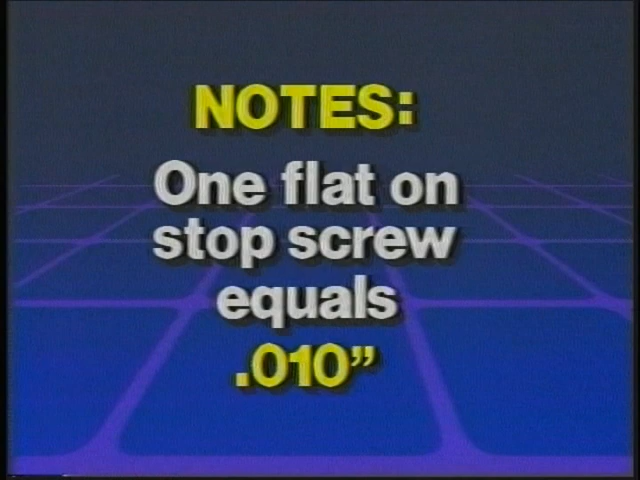 NOTES:
One flat on
stop screw
equals
.010”